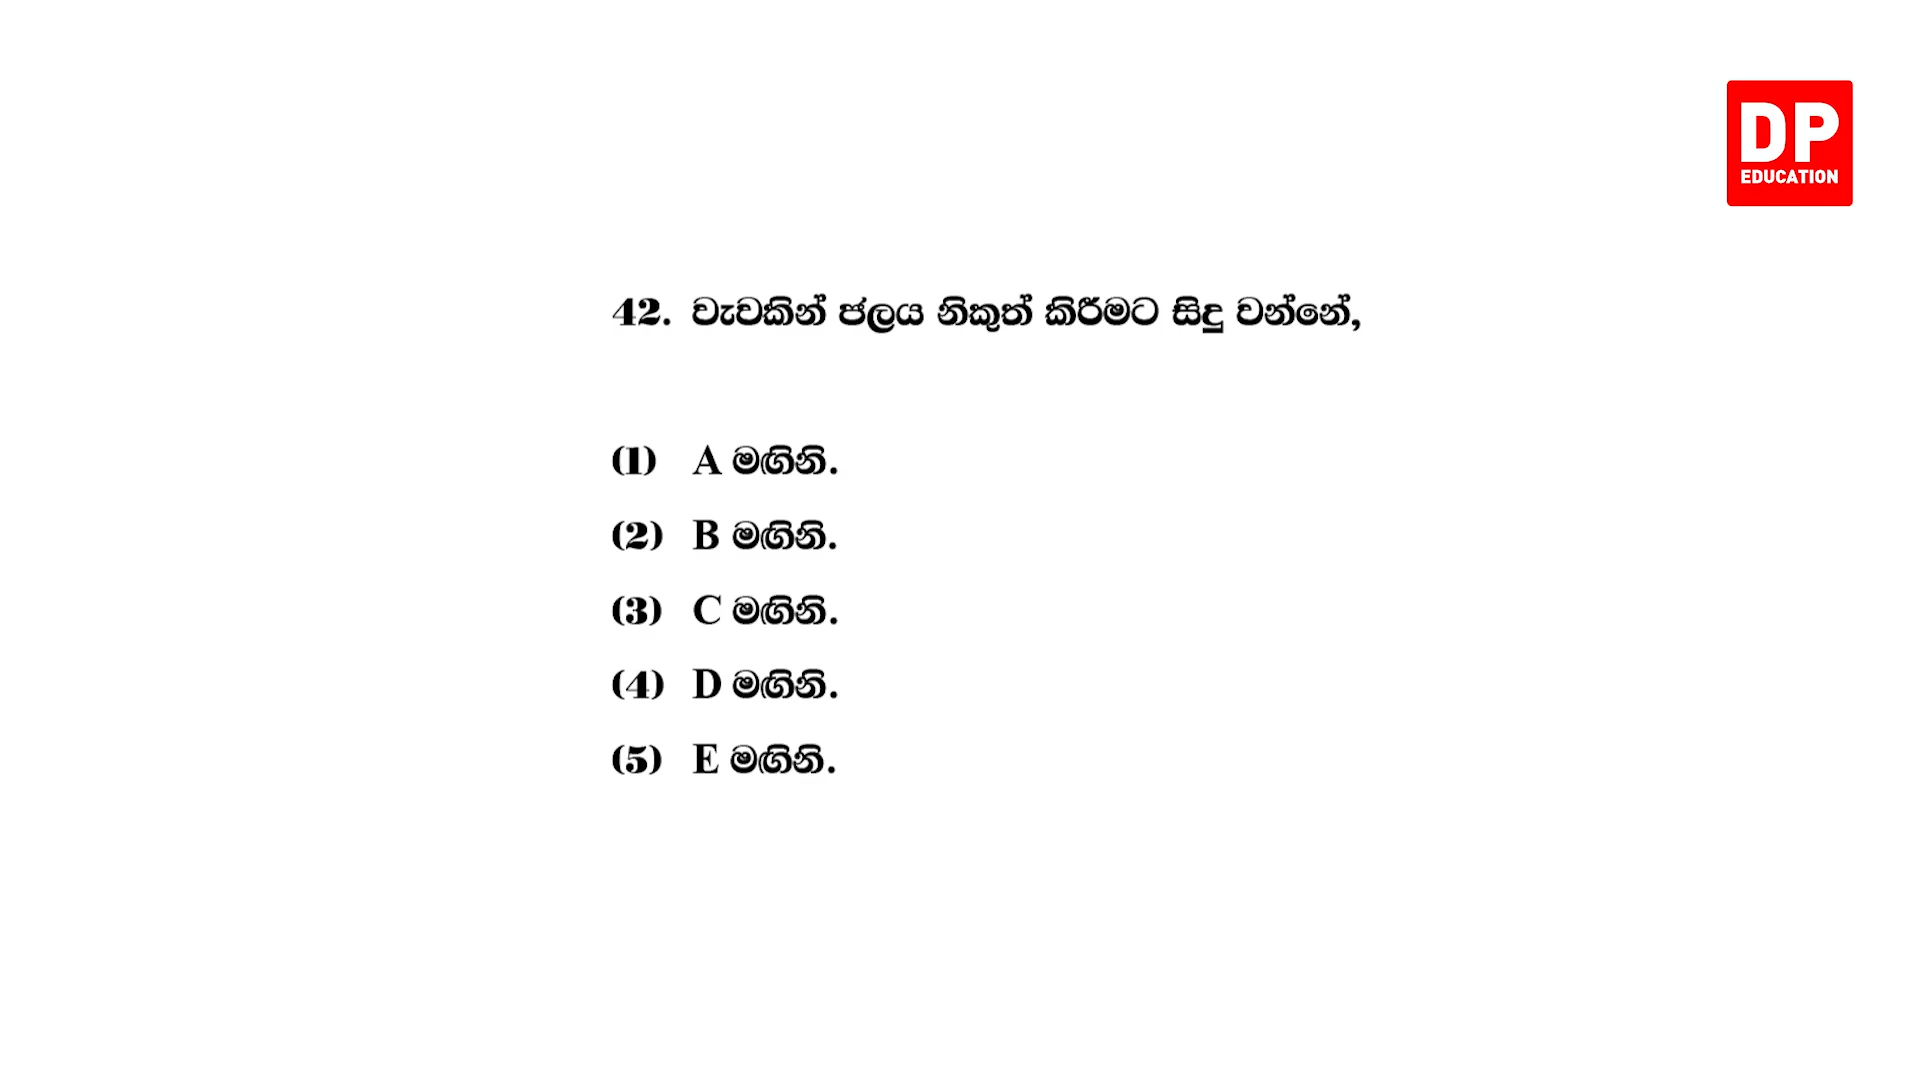 DP
EDUCATION
42. වැවකින් ජලය නිකුත් කිරීමට සිදු වන්නේ,
(1) A මඟිනි.
(2) B මඟිනි.
(3) C මඟිනි.
(4) D මඟිනි.
(5) E මඟිනි.